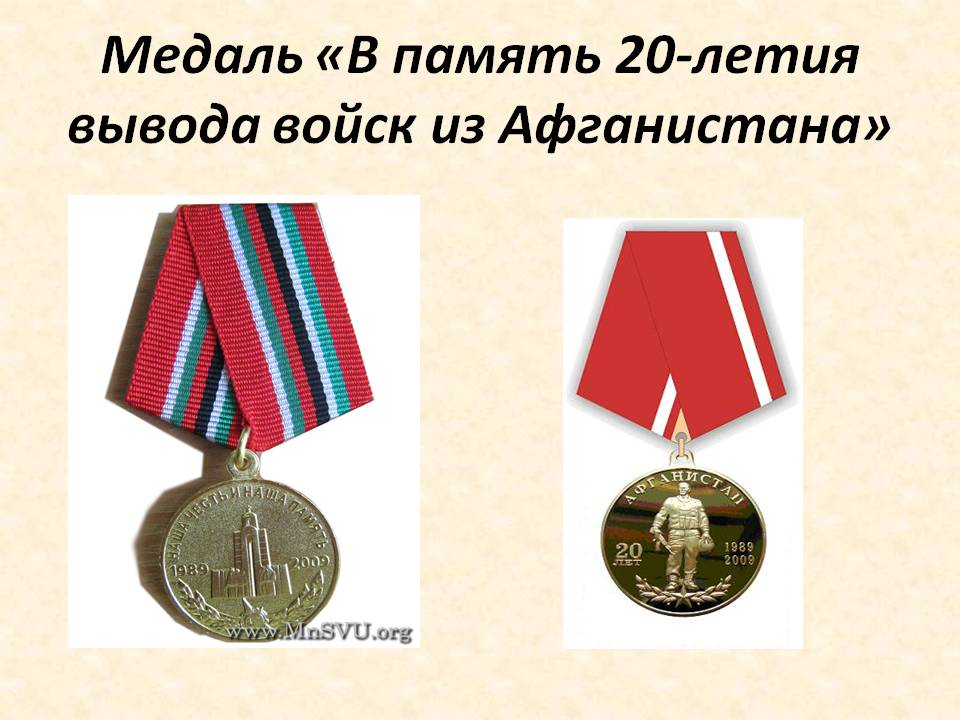 Медаль «В память 20-летия
вывода войск из Афганистана»
НАША ЧЕСТЬ И НАША ПАМЯТЬ
1989 2009
www.MnSVU.org
АФГАНИСТАН
20
ЛЕТ
1989
2009